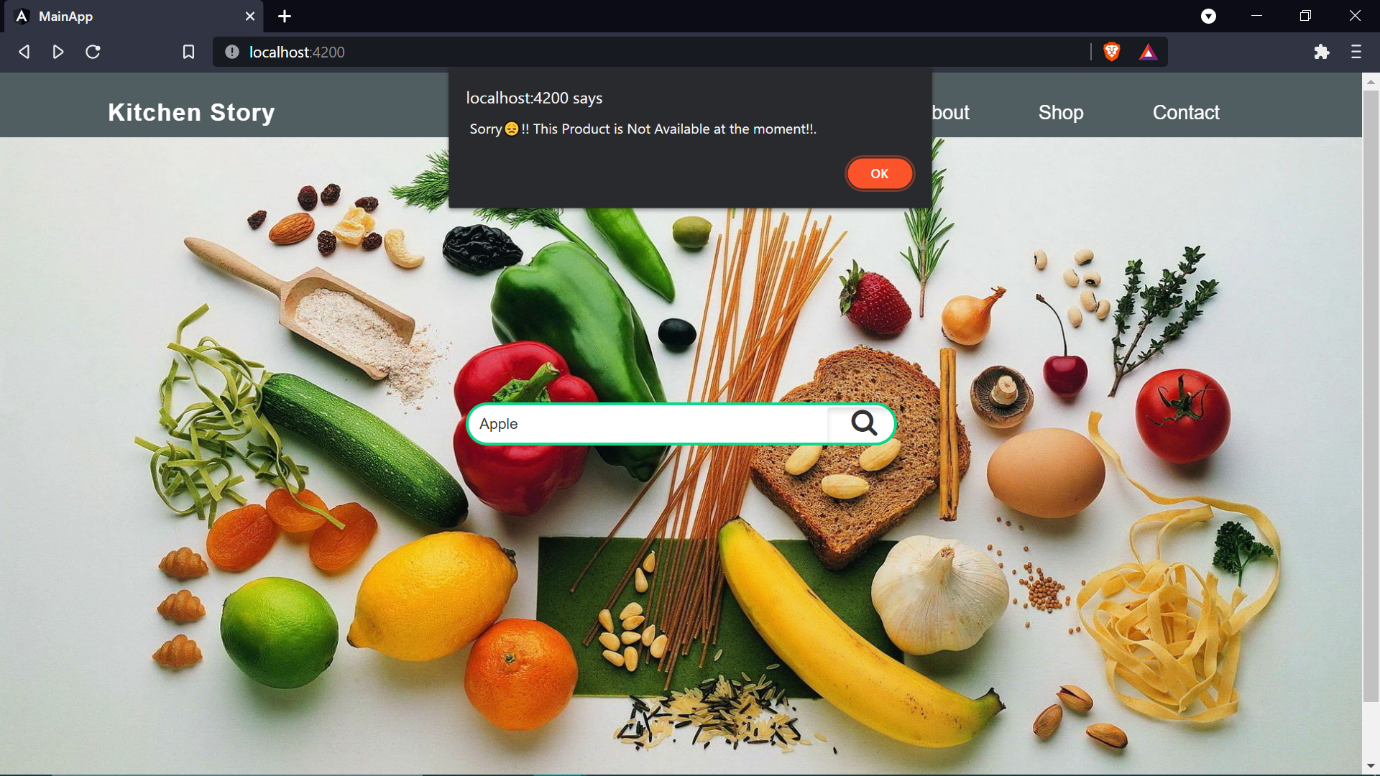 MainApp
localhost:4200
localhost:4200 says
Sorry😔!! This Product is Not Available at the moment!!.
OK
Kitchen Story
bout
Shop
Contact
Apple